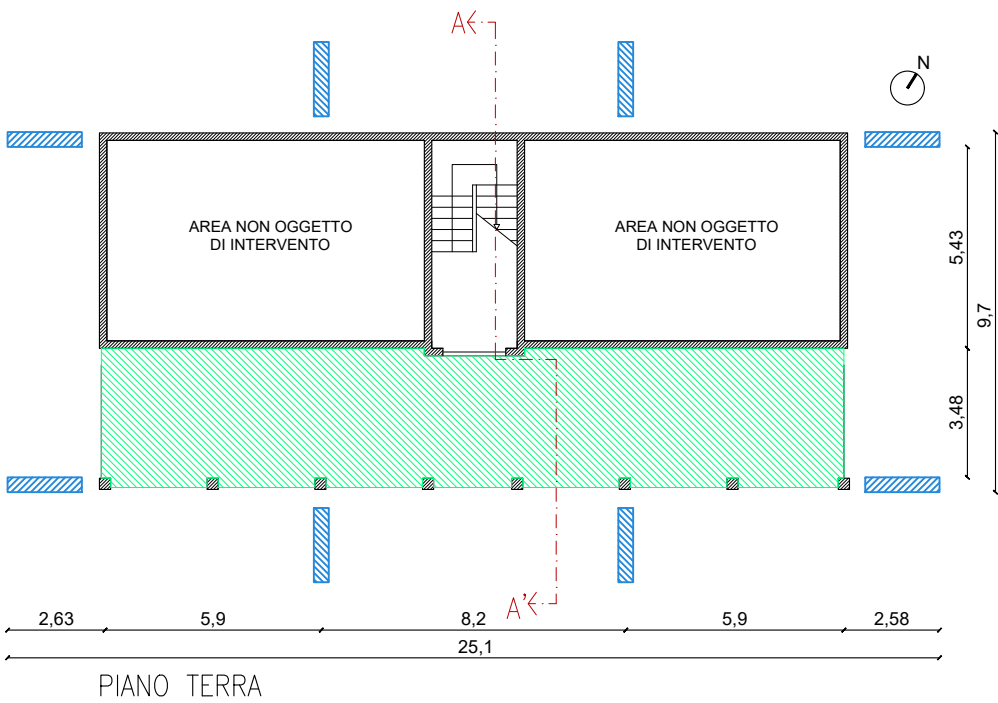 A
N
AREA NON OGGETTO
DI INTERVENTO
AREA NON OGGETTO
DI INTERVENTO
5,43
9,7
3,48
A'
2,63
5,9
8,2
5,9
2,58
25,1
PIANO TERRA